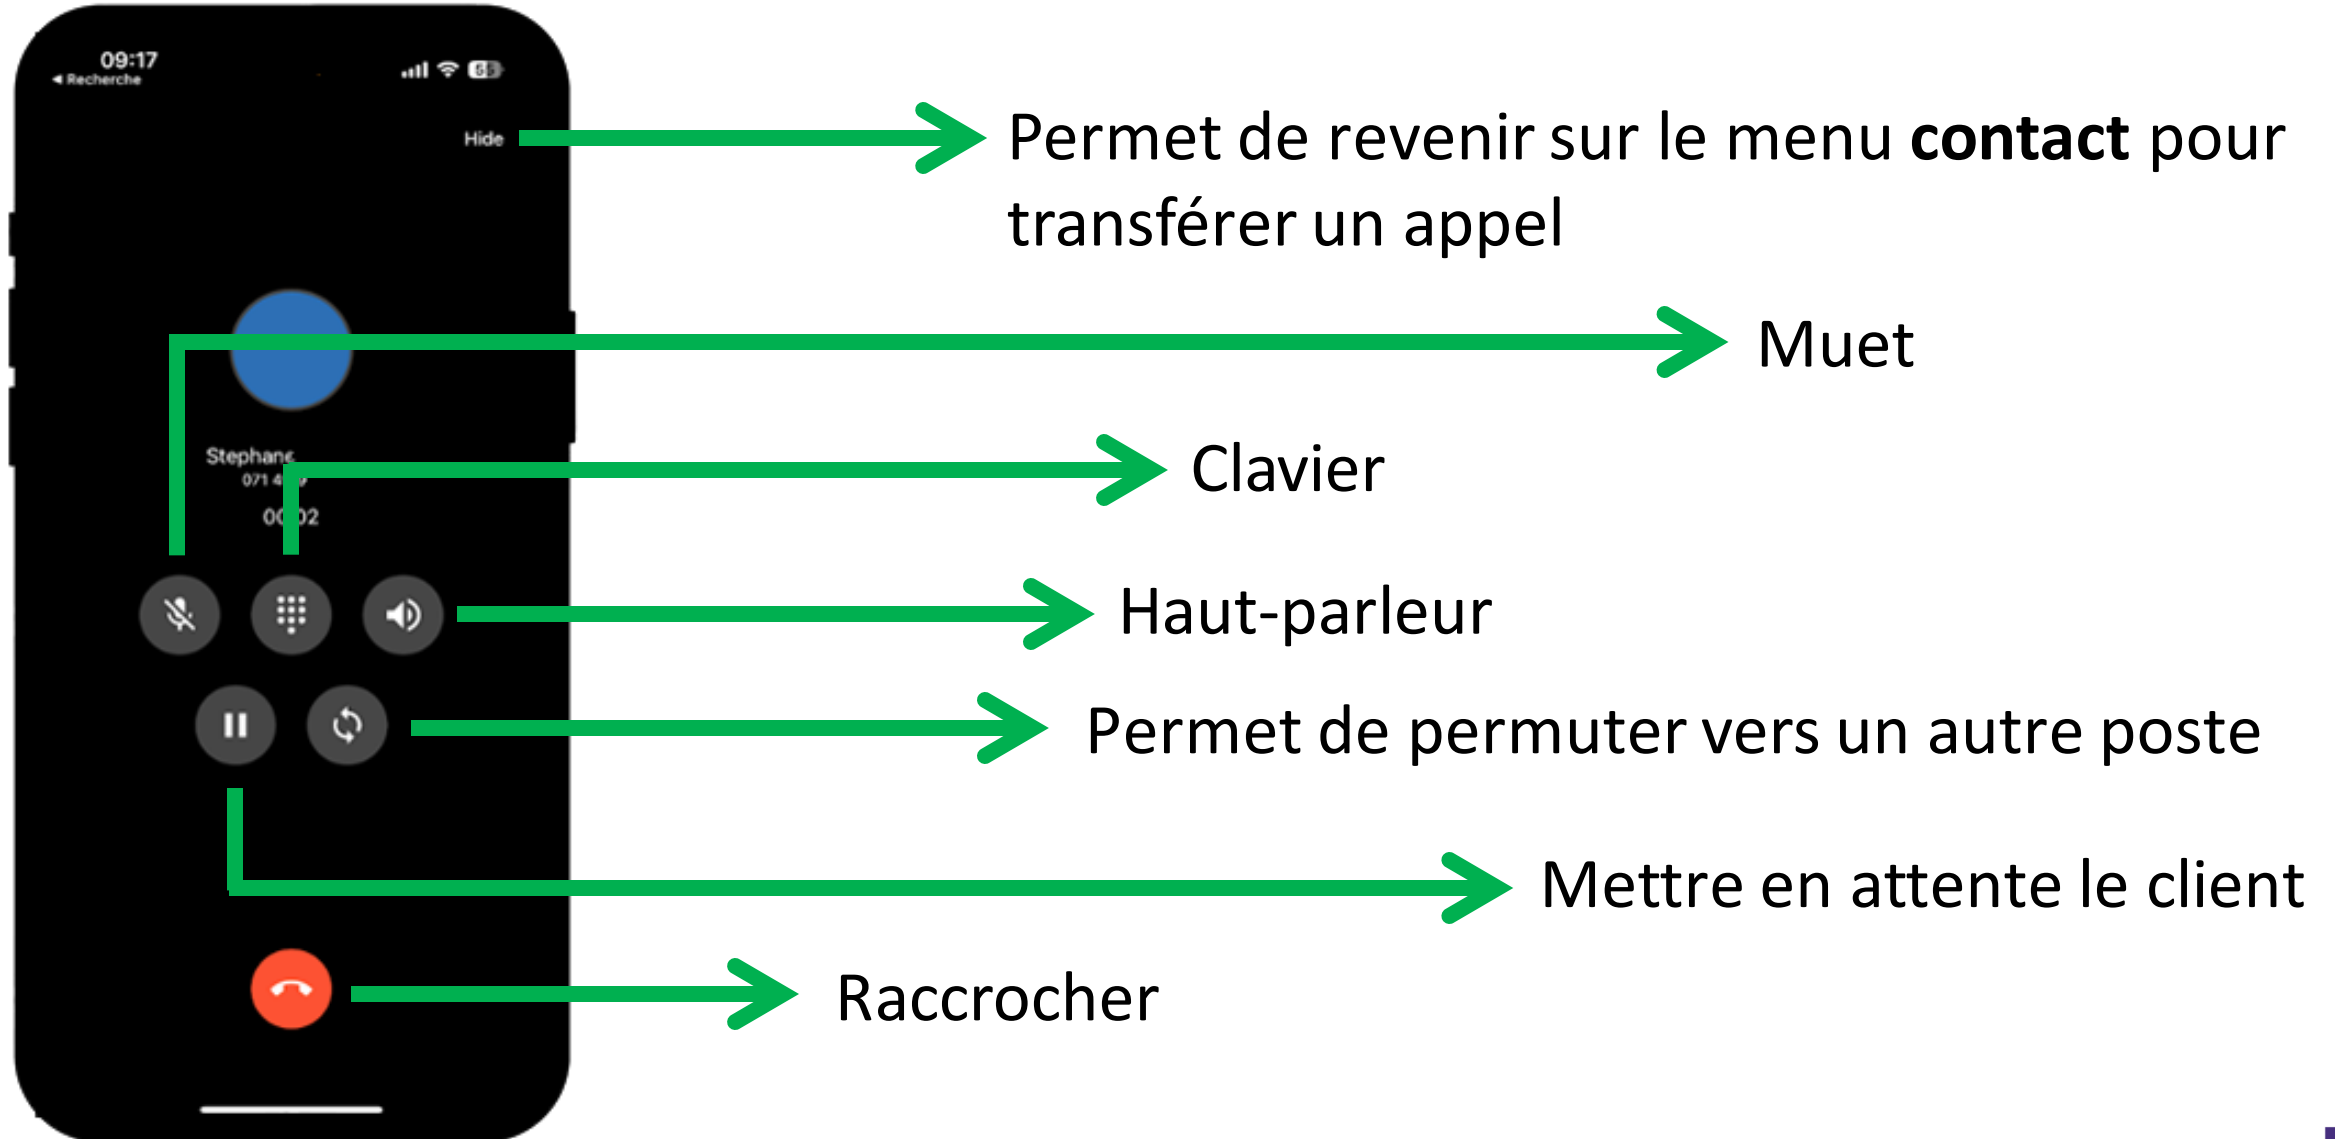 09:17
Recherche
55
Hide
Permet de revenir sur le menu contact pour
transférer un appel
Muet
Clavier
Haut-parleur
Permet de permuter vers un autre poste
Mettre en attente le client
Raccrocher